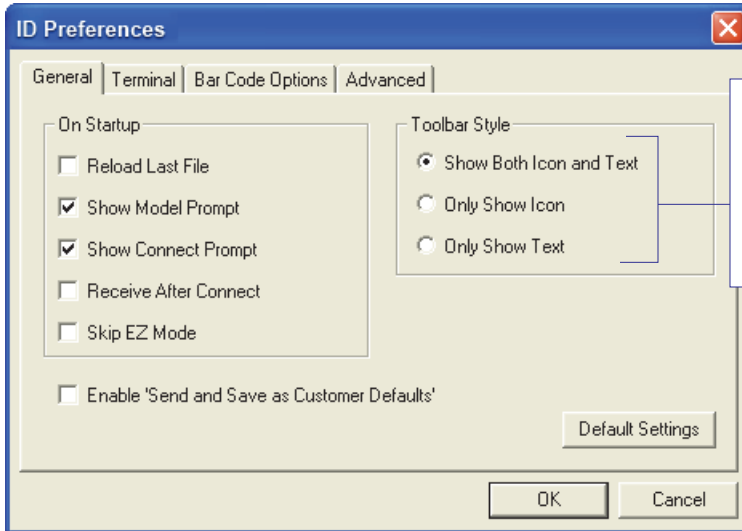 ID Preferences
General
Terminal
Bar Code Options
Advanced
On Startup
Reload Last File
Show Model Prompt
Show Connect Prompt
Receive After Connect
Skip EZ Mode
Toolbar Style
Show Both Icon and Text
Only Show Icon
Only Show Text
Enable 'Send and Save as Customer Defaults'
Default Settings
OK
Cancel